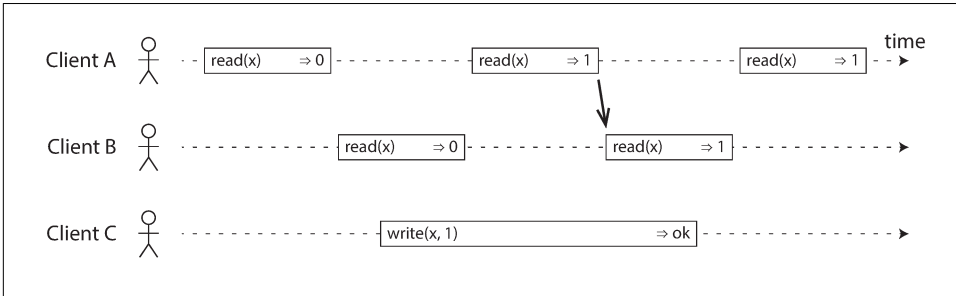 time
Client A read(x) ⇒ 0 read(x) ⇒ 1 read(x) ⇒ 1
Client B read(x) ⇒ 0 read(x) ⇒ 1
Client C write(x, 1) ⇒ ok